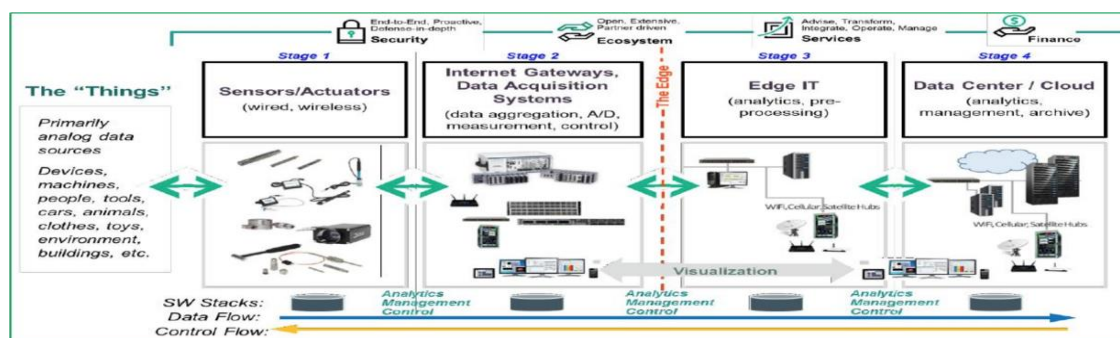 End-to-End, Proactive,
Defense-in-depth
Security
Open, Extensive,
Partner driven
Ecosystem
Advise, Transform,
Integrate, Operate, Manage
Services
Finance
Stage 1
Stage 2
Stage 3
Stage 4
The "Things"
Primarily
analog data
sources
Devices,
machines,
people, tools,
cars, animals,
clothes, toys,
environment,
buildings, etc.
Sensors/Actuators
(wired, wireless)
Internet Gateways,
Data Acquisition
Systems
(data aggregation, A/D,
measurement, control)
The Edge
Edge IT
(analytics, pre-
processing)
Data Center / Cloud
(analytics,
management, archive)
WiFi, Cellular, Satellite Hubs
WiFi, Cellular, Satellite Hubs
Visualization
SW Stacks:
Analytics
Management
Control
Analytics
Management
Control
Analytics
Management
Control
Data Flow:
Control Flow: